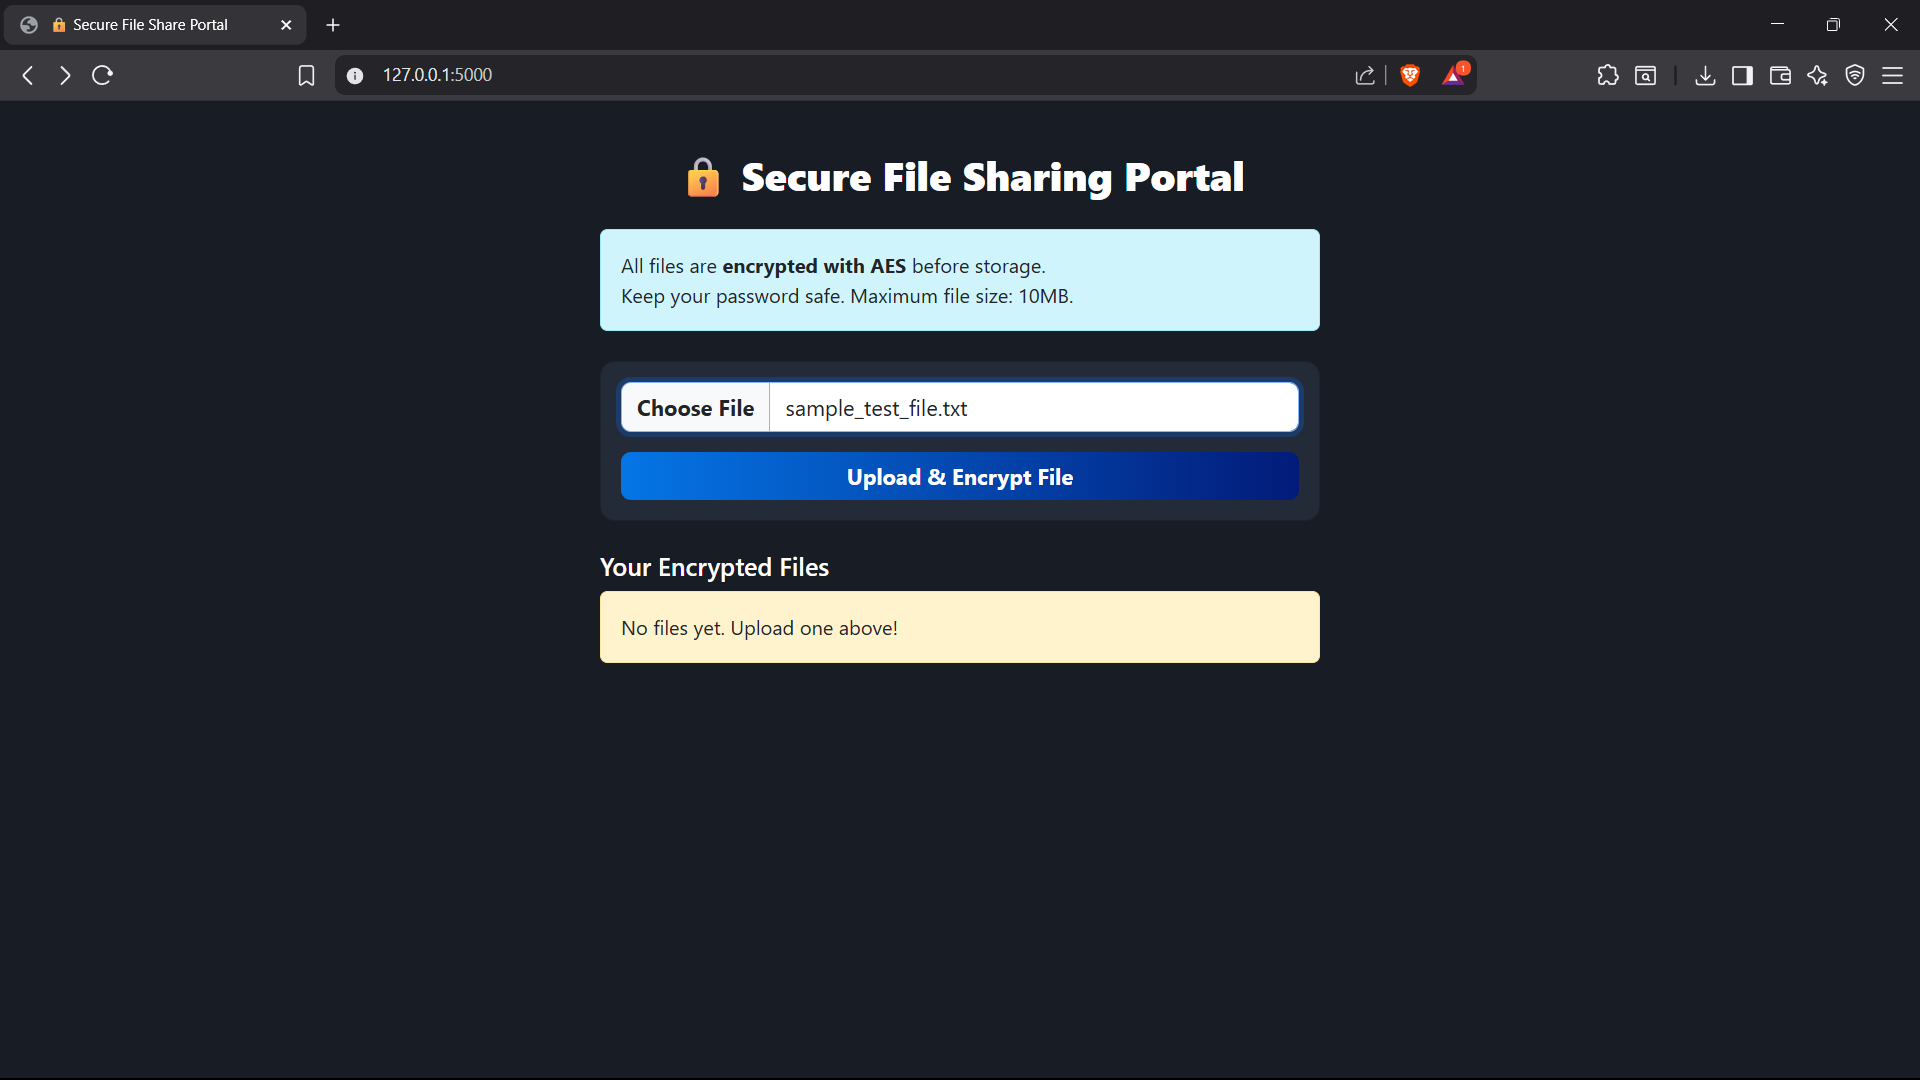 🔒 Secure File Share Portal
127.0.0.1:5000
1
🔒 Secure File Sharing Portal
All files are encrypted with AES before storage.
Keep your password safe. Maximum file size: 10MB.
Choose File sample_test_file.txt
Upload & Encrypt File
Your Encrypted Files
No files yet. Upload one above!